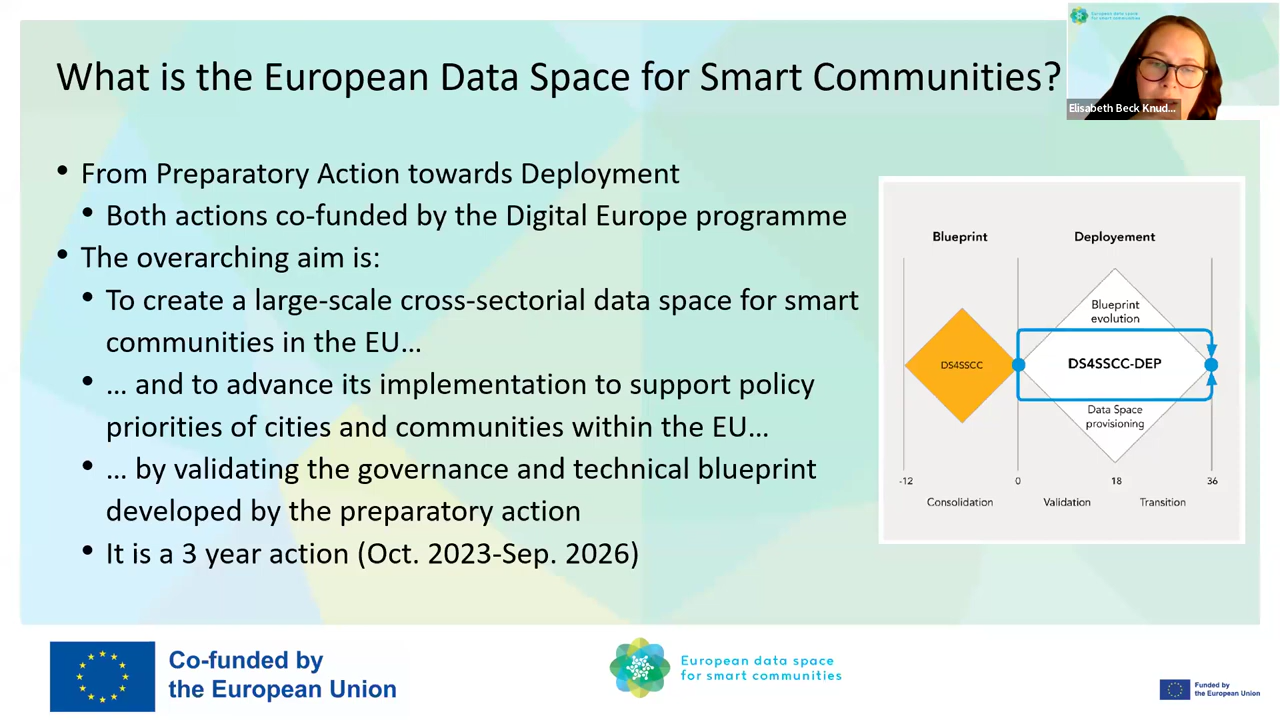 European data space
for smart communities
Elisabeth Beck Knud...
What is the European Data Space for Smart Communities?
• From Preparatory Action towards Deployment
• Both actions co-funded by the Digital Europe programme
• The overarching aim is:
• To create a large-scale cross-sectorial data space for smart
communities in the EU...
• ... and to advance its implementation to support policy
priorities of cities and communities within the EU...
• ... by validating the governance and technical blueprint
developed by the preparatory action
• It is a 3 year action (Oct. 2023-Sep. 2026)
Blueprint
Deployement
Blueprint
evolution
DS4SSCC
DS4SSCC-DEP
Data Space
provisioning
-12
0
18
36
Consolidation
Validation
Transition
Co-funded by
the European Union
European data space
for smart communities
Funded by
the European Union